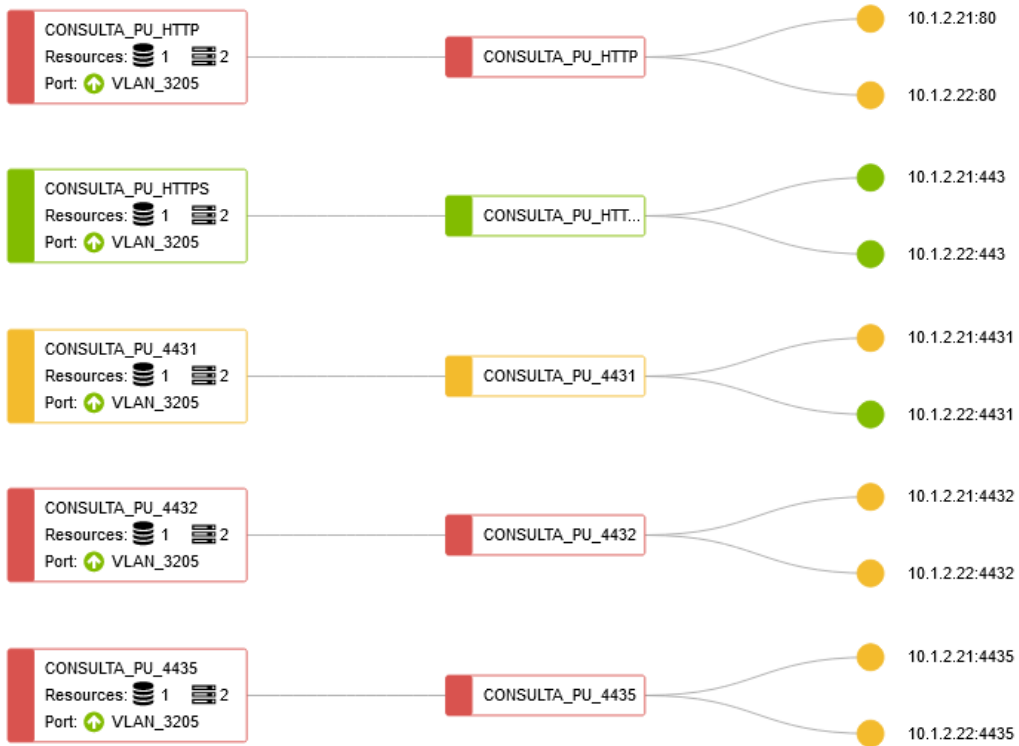 CONSULTA_PU_HTTP
Resources: 1 2
Port: VLAN_3205
CONSULTA_PU_HTTP
10.1.2.21:80
10.1.2.22:80
CONSULTA_PU_HTTPS
Resources: 1 2
Port: VLAN_3205
CONSULTA_PU_HTT...
10.1.2.21:443
10.1.2.22:443
CONSULTA_PU_4431
Resources: 1 2
Port: VLAN_3205
CONSULTA_PU_4431
10.1.2.21:4431
10.1.2.22:4431
CONSULTA_PU_4432
Resources: 1 2
Port: VLAN_3205
CONSULTA_PU_4432
10.1.2.21:4432
10.1.2.22:4432
CONSULTA_PU_4435
Resources: 1 2
Port: VLAN_3205
CONSULTA_PU_4435
10.1.2.21:4435
10.1.2.22:4435